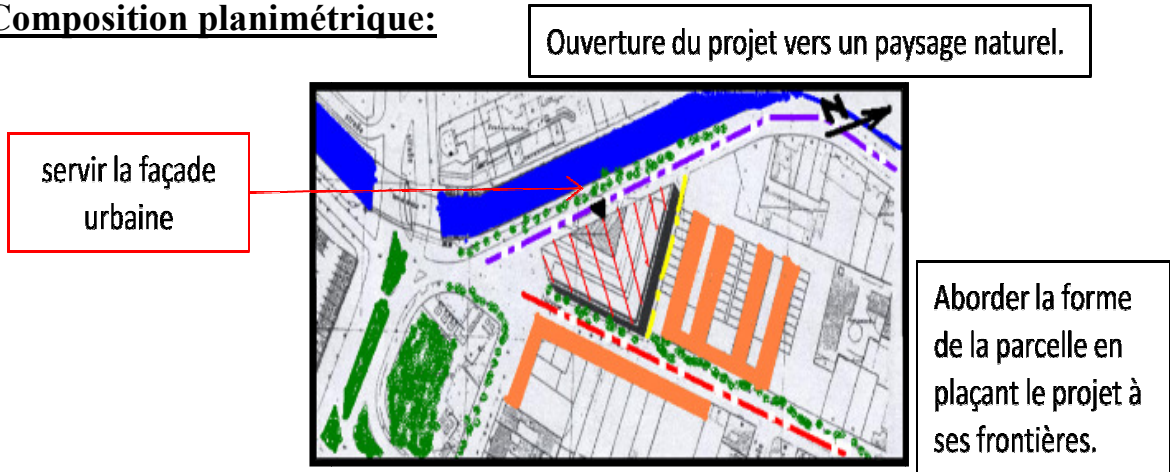 Composition planimétrique:
Ouverture du projet vers un paysage naturel.
servir la façade
urbaine
N
Aborder la forme
de la parcelle en
plaçant le projet à
ses frontières.